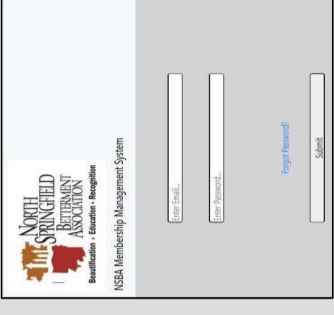 NORTH
SPRINGFIELD
BETTERMENT
ASSOCIATION
Beautification • Education • Recognition
NSBA Membership Management System
Enter Email...
Enter Password...
Forgot Password?
Submit